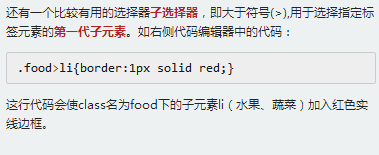 还有一个比较有用的选择器子选择器，即大于符号(>),用于选择指定标
签元素的第一代子元素。如右侧代码编辑器中的代码：
.food>li{border:1px solid red;}
这行代码会使class名为food下的子元素li（水果、蔬菜）加入红色实
线边框。